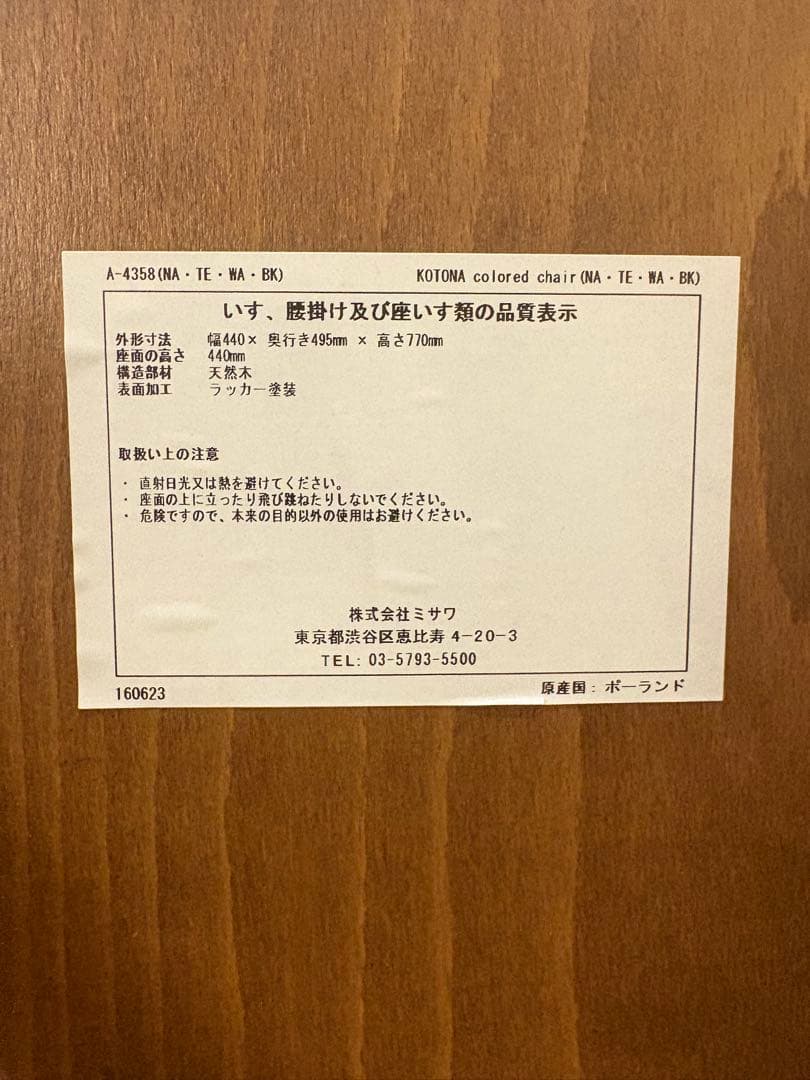 A-4358(NA・TE・WA・BK) KOTONA colored chair(NA・TE・WA・BK)
いす、腰掛け及び座いす類の品質表示
外形寸法 幅440× 奥行き495mm × 高さ770mm
座面の高さ 440mm
構造部材 天然木
表面加工 ラッカー塗装
取扱い上の注意
・ 直射日光又は熱を避けてください。
・ 座面の上に立ったり飛び跳ねたりしないでください。
・ 危険ですので、本来の目的以外の使用はお避けください。
株式会社ミサワ
東京都渋谷区恵比寿 4-20-3
TEL: 03-5793-5500
160623 原産国: ポーランド